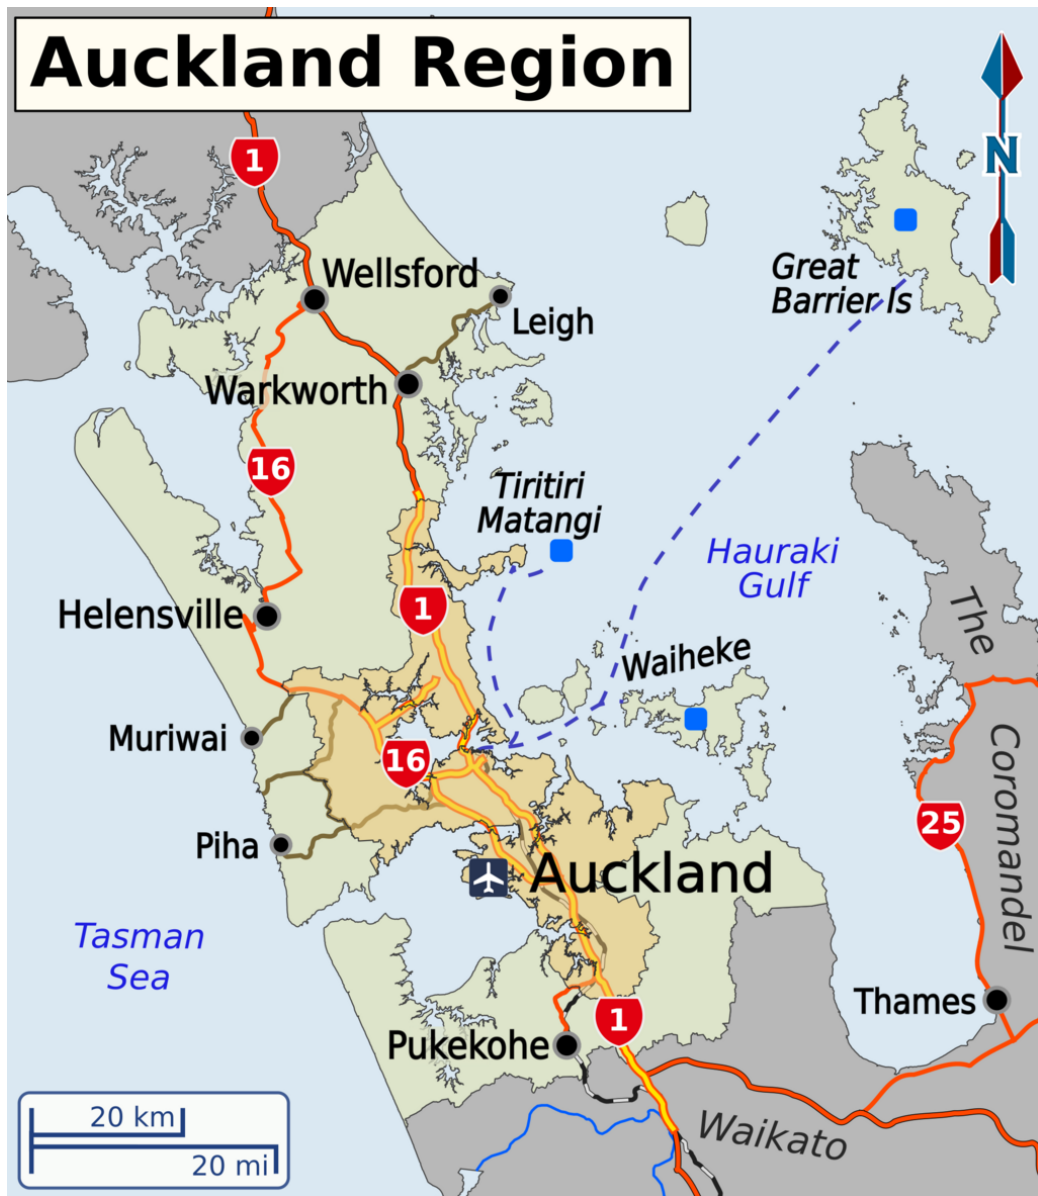 Auckland Region
1
N
Wellsford
Great
Barrier Is
Leigh
Warkworth
16
Tiritiri
Matangi
Hauraki
Gulf
Helensville
1
The
Waiheke
Muriwai
16
Coromandel
25
Piha
Auckland
Tasman
Sea
Thames
1
Pukekohe
20 km
Waikato
20 mi